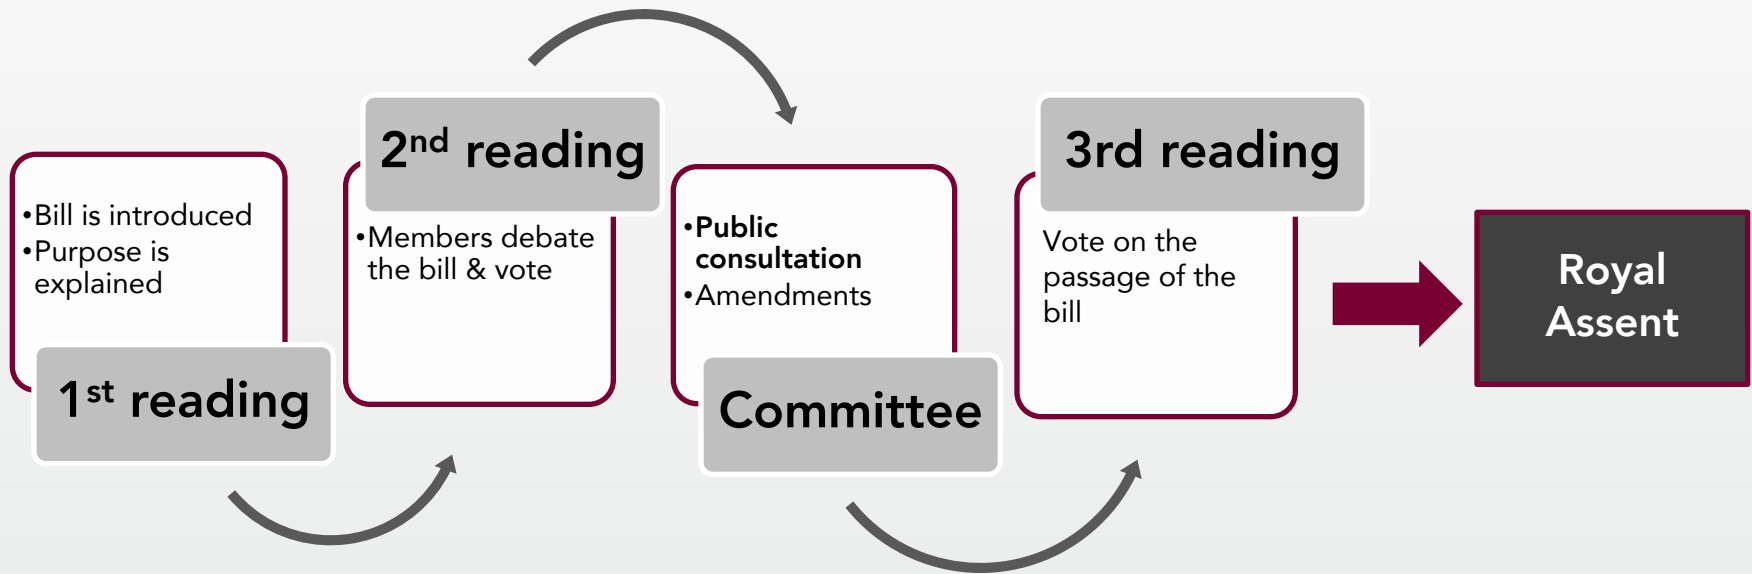 •Bill is introduced
•Purpose is
explained
1st reading
2nd reading
•Members debate
the bill & vote
•Public
consultation
•Amendments
Committee
3rd reading
Vote on the
passage of the
bill
Royal
Assent